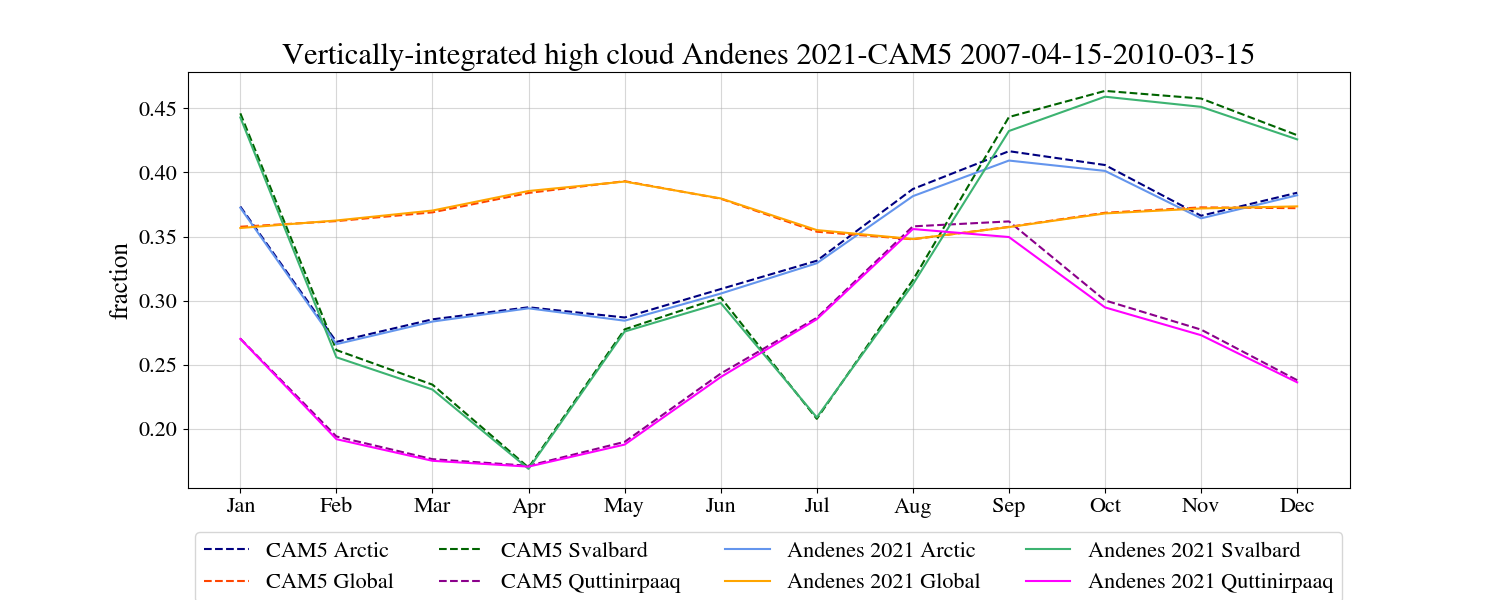 Vertically-integrated high cloud Andenes 2021-CAM5 2007-04-15-2010-03-15
fraction
0.45
0.40
0.35
0.30
0.25
0.20
Jan Feb Mar Apr May Jun Jul Aug Sep Oct Nov Dec
CAM5 Arctic CAM5 Svalbard Andenes 2021 Arctic Andenes 2021 Svalbard
CAM5 Global CAM5 Quttinirpaaq Andenes 2021 Global Andenes 2021 Quttinirpaaq